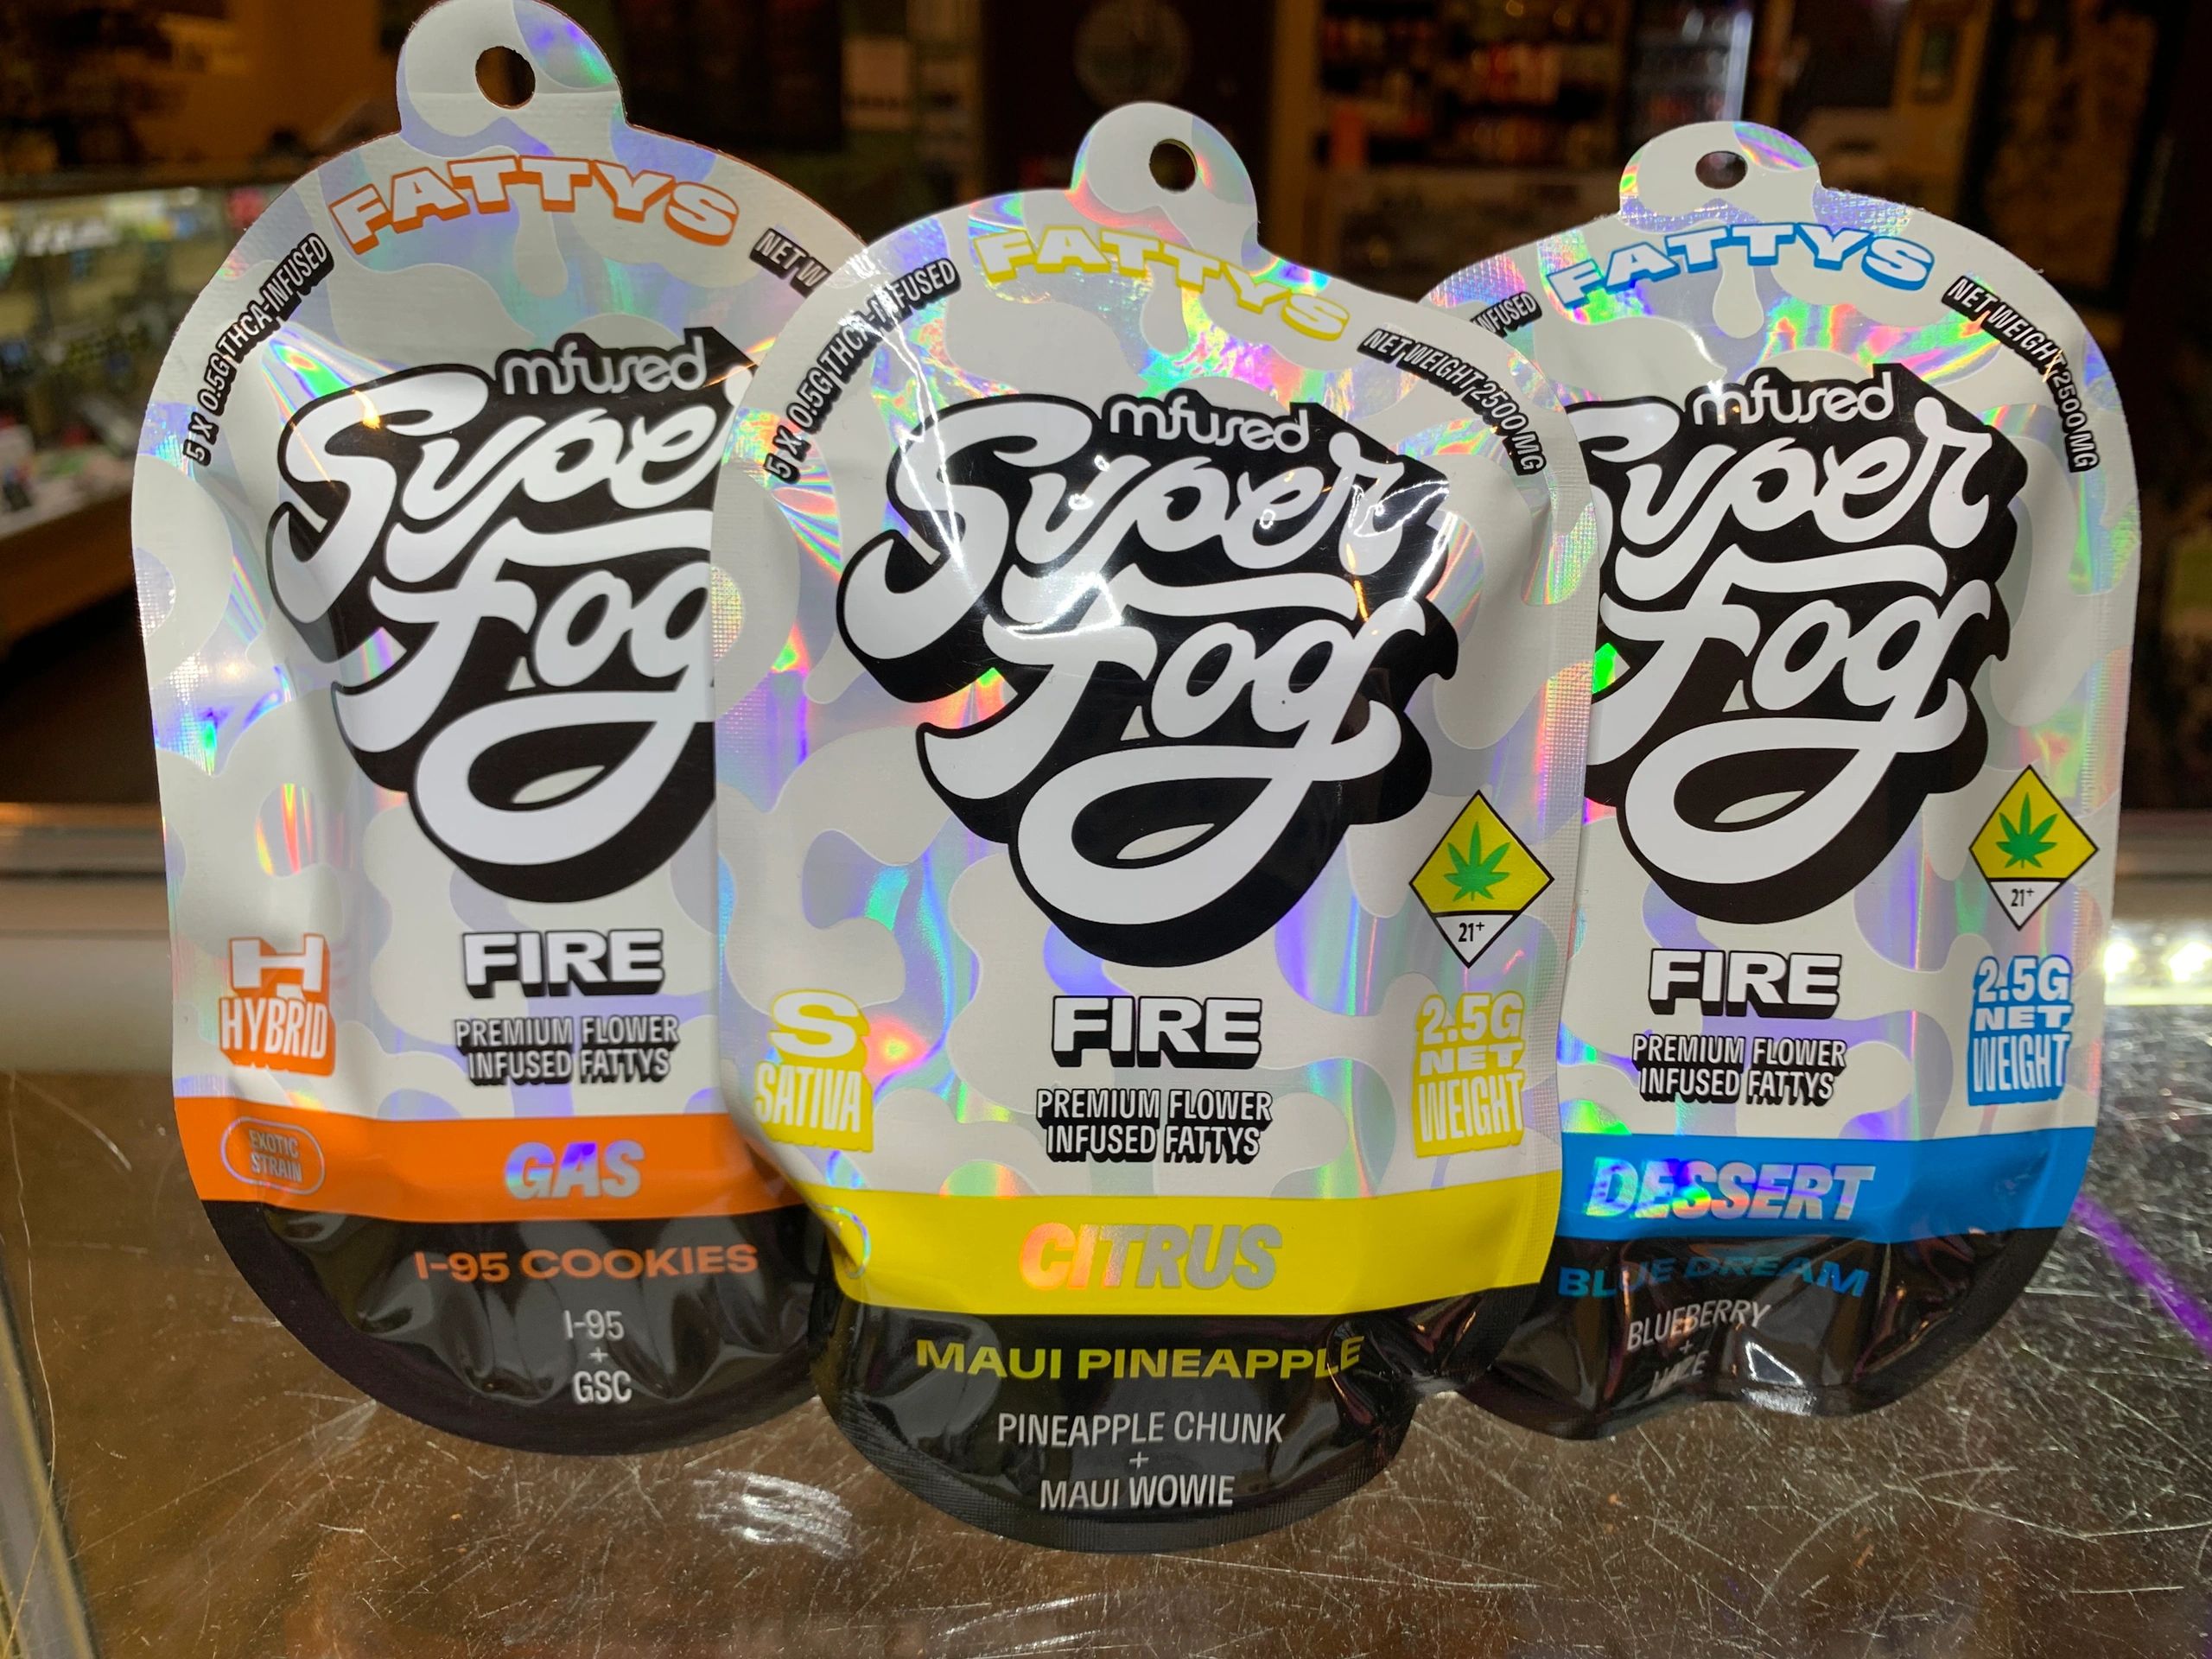 FATTYS
5 X 0.5G THCA-INFUSED
NET W
mfused
Supe
Fog
H
HYBRID
FIRE
PREMIUM FLOWER
INFUSED FATTYS
EXOTIC
STRAIN
GAS
I-95 COOKIES
I-95
+
GSC
FATTYS
5 X 0.5G THCA-INFUSED
NET WEIGHT 2500 MG
mfused
Super
Fog
21+
S
SATIVA
FIRE
PREMIUM FLOWER
INFUSED FATTYS
2.5G
NET
WEIGHT
CITRUS
MAUI PINEAPPLE
PINEAPPLE CHUNK
+
MAUI WOWIE
FATTYS
NFUSED
NET WEIGHT 2500 MG
mfused
Super
Fog
21+
FIRE
PREMIUM FLOWER
INFUSED FATTYS
2.5G
NET
WEIGHT
DESSERT
BLUE DREAM
BLUEBERRY
+